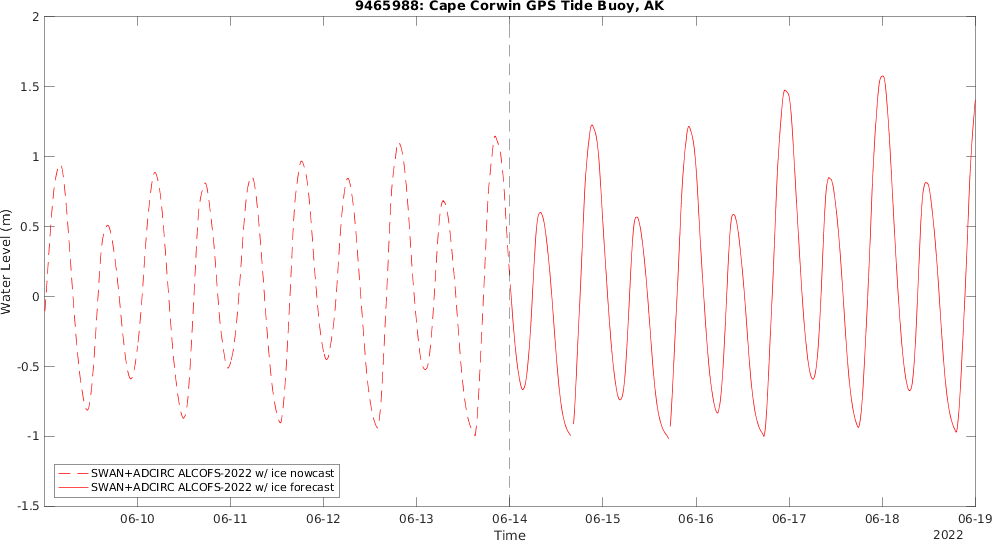 9465988: Cape Corwin GPS Tide Buoy, AK
2
1.5
1
0.5
0
-0.5
-1
-1.5
Water Level (m)
SWAN+ADCIRC ALCOFS-2022 w/ ice nowcast
SWAN+ADCIRC ALCOFS-2022 w/ ice forecast
06-10 06-11 06-12 06-13 06-14 06-15 06-16 06-17 06-18 06-19
Time
2022